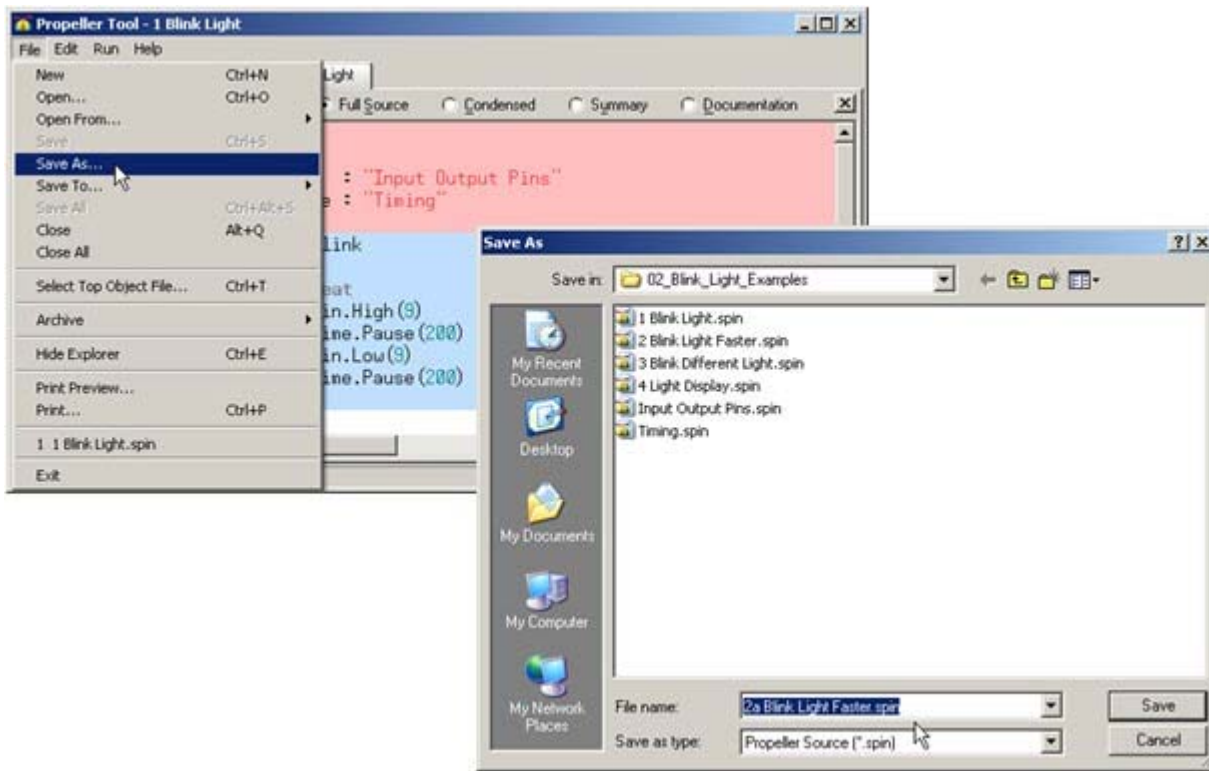 Propeller Tool - 1 Blink Light
File Edit Run Help
New Ctrl+N
Open... Ctrl+O
Open From...
Save Ctrl+S
Save As...
Save To...
Save All Ctrl+Alt+S
Close Alt+Q
Close All
Select Top Object File... Ctrl+T
Archive
Hide Explorer Ctrl+E
Print Preview...
Print... Ctrl+P
1 1 Blink Light.spin
Exit
Light
Full Source Condensed Summary Documentation
: "Input Output Pins"
e : "Timing"
link
eat
in.High(9)
ime.Pause(200)
in.Low(9)
ime.Pause(200)
Save As
Save in: 02_Blink_Light_Examples
My Recent Documents
Desktop
My Documents
My Computer
My Network Places
1 Blink Light.spin
2 Blink Light Faster.spin
3 Blink Different Light.spin
4 Light Display.spin
Input Output Pins.spin
Timing.spin
File name: 2a Blink Light Faster.spin Save
Save as type: Propeller Source (*.spin) Cancel